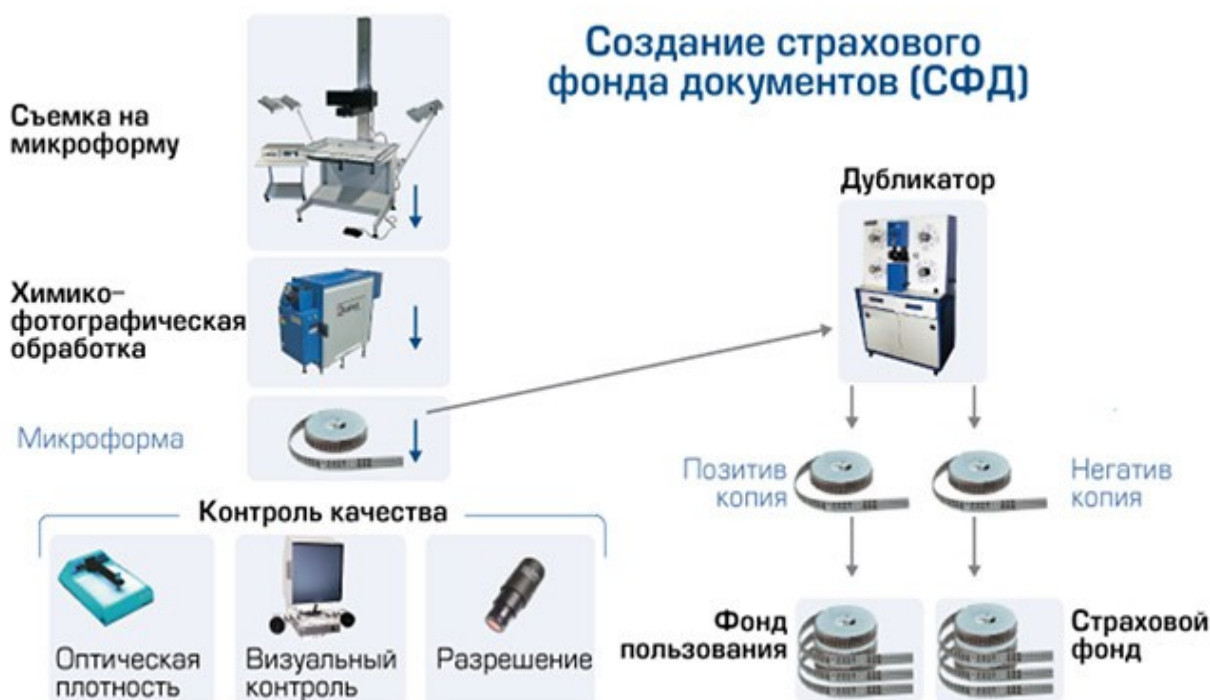 Создание страхового
фонда документов (СФД)
Съемка на
микроформу
Химико–
фотографическая
обработка
Микроформа
Контроль качества
Оптическая
плотность
Визуальный
контроль
Разрешение
Дубликатор
Позитив
копия
Негатив
копия
Фонд
пользования
Страховой
фонд